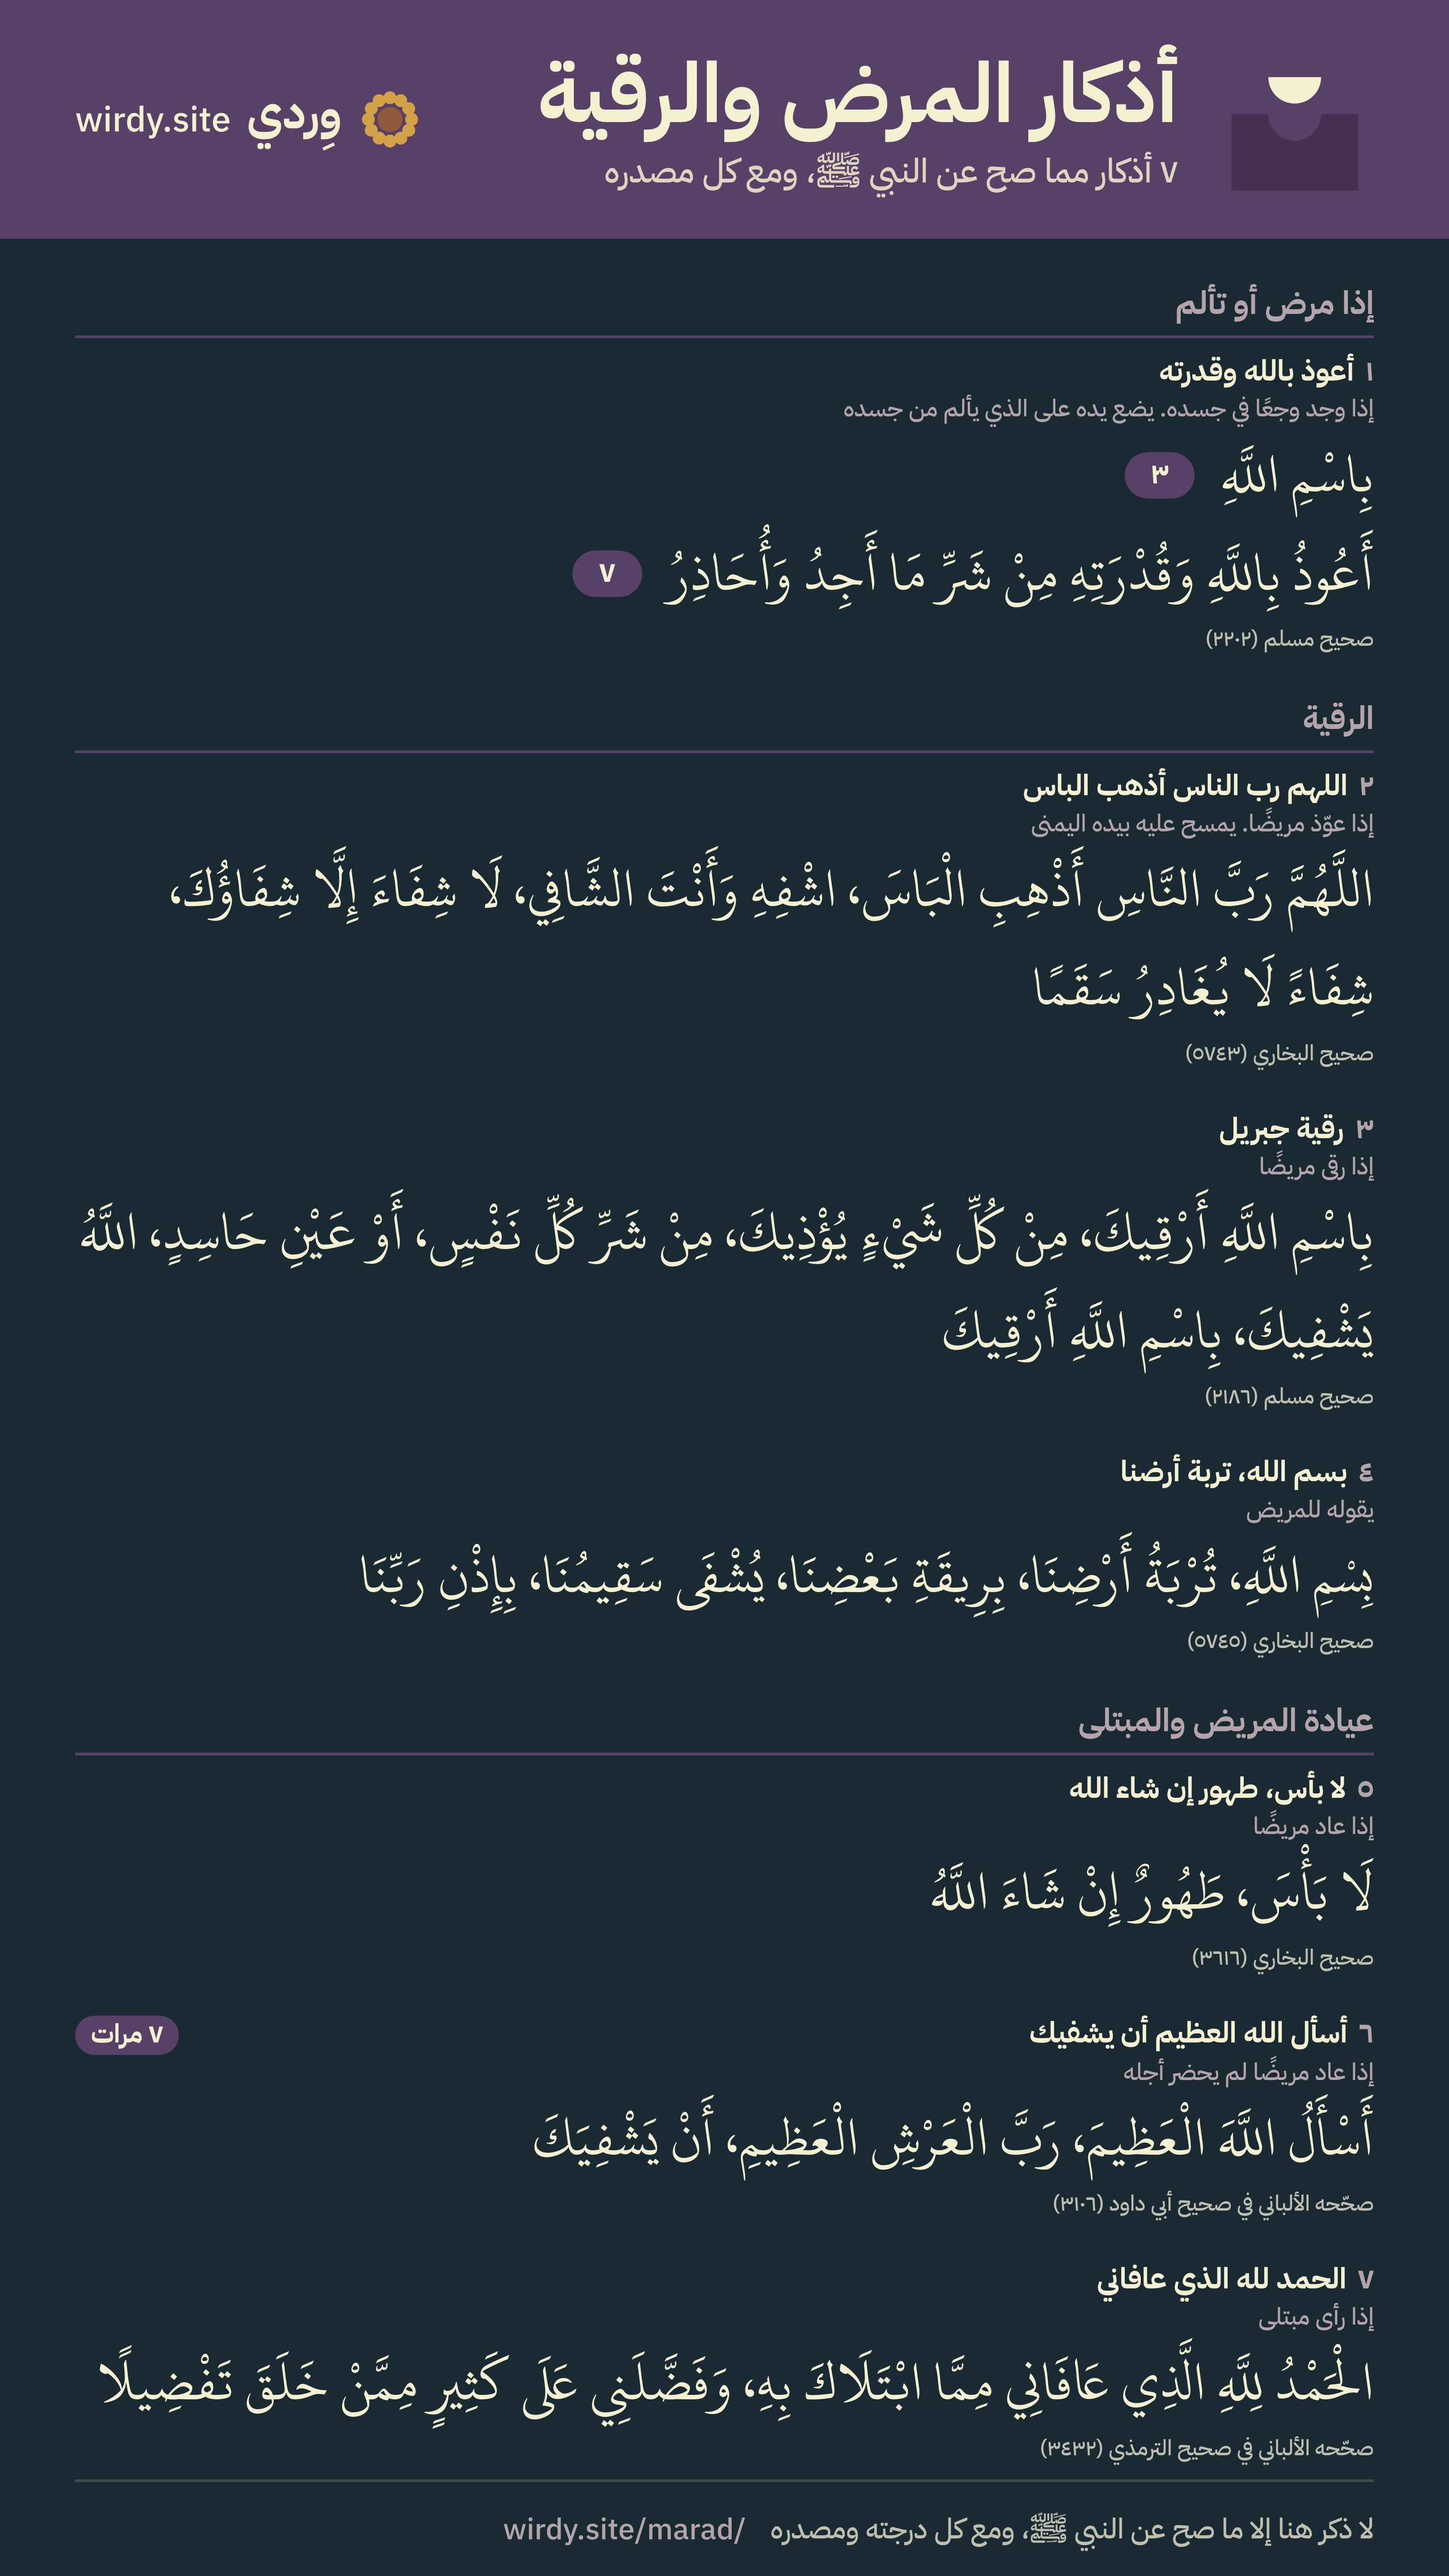 أذكار المرض والرقية
٧ أذكار مما صح عن النبي ﷺ، ومع كل مصدره
وِردي wirdy.site
إذا مرض أو تألم
١ أعوذ بالله وقدرته
إذا وجد وجعًا في جسده. يضع يده على الذي يألم من جسده
بِاسْمِ اللَّهِ ٣
أَعُوذُ بِاللَّهِ وَقُدْرَتِهِ مِنْ شَرِّ مَا أَجِدُ وَأُحَاذِرُ ٧
صحيح مسلم (٢٢٠٢)
الرقية
٢ اللهم رب الناس أذهب الباس
إذا عوّذ مريضًا. يمسح عليه بيده اليمنى
اللَّهُمَّ رَبَّ النَّاسِ أَذْهِبِ الْبَاسَ، اشْفِهِ وَأَنْتَ الشَّافِي، لَا شِفَاءَ إِلَّا شِفَاؤُكَ،
شِفَاءً لَا يُغَادِرُ سَقَمًا
صحيح البخاري (٥٧٤٣)
٣ رقية جبريل
إذا رقى مريضًا
بِاسْمِ اللَّهِ أَرْقِيكَ، مِنْ كُلِّ شَيْءٍ يُؤْذِيكَ، مِنْ شَرِّ كُلِّ نَفْسٍ، أَوْ عَيْنِ حَاسِدٍ، اللَّهُ
يَشْفِيكَ، بِاسْمِ اللَّهِ أَرْقِيكَ
صحيح مسلم (٢١٨٦)
٤ بسم الله، تربة أرضنا
يقوله للمريض
بِسْمِ اللَّهِ، تُرْبَةُ أَرْضِنَا، بِرِيقَةِ بَعْضِنَا، يُشْفَى سَقِيمُنَا، بِإِذْنِ رَبِّنَا
صحيح البخاري (٥٧٤٥)
عيادة المريض والمبتلى
٥ لا بأس، طهور إن شاء الله
إذا عاد مريضًا
لَا بَأْسَ، طَهُورٌ إِنْ شَاءَ اللَّهُ
صحيح البخاري (٣٦١٦)
٦ أسأل الله العظيم أن يشفيك ٧ مرات
إذا عاد مريضًا لم يحضر أجله
أَسْأَلُ اللَّهَ الْعَظِيمَ، رَبَّ الْعَرْشِ الْعَظِيمِ، أَنْ يَشْفِيَكَ
صحّحه الألباني في صحيح أبي داود (٣١٠٦)
٧ الحمد لله الذي عافاني
إذا رأى مبتلى
الْحَمْدُ لِلَّهِ الَّذِي عَافَانِي مِمَّا ابْتَلَاكَ بِهِ، وَفَضَّلَنِي عَلَى كَثِيرٍ مِمَّنْ خَلَقَ تَفْضِيلًا
صحّحه الألباني في صحيح الترمذي (٣٤٣٢)
لا ذكر هنا إلا ما صح عن النبي ﷺ، ومع كل درجته ومصدره wirdy.site/marad/